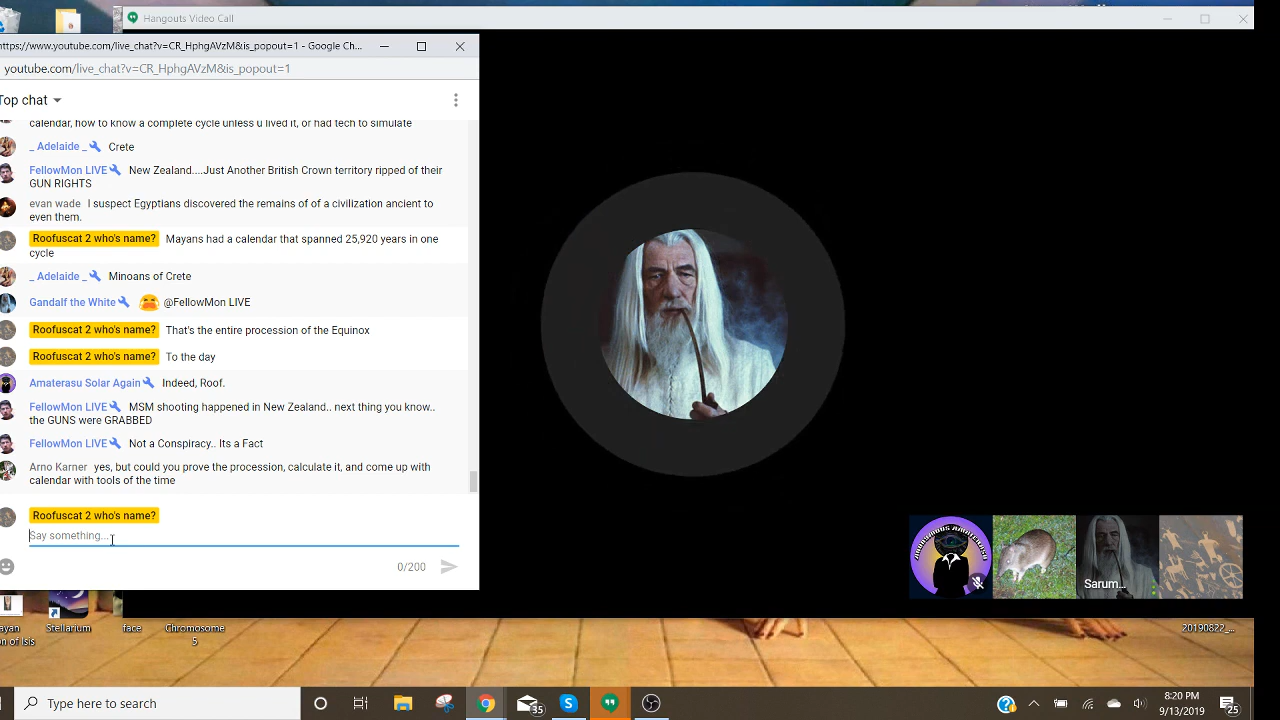 Hangouts Video Call
https://www.youtube.com/live_chat?v=CR_HphgAVzM&is_popout=1 - Google Ch...
youtube.com/live_chat?v=CR_HphgAVzM&is_popout=1
Top chat
calendar, how to know a complete cycle unless u lived it, or had tech to simulate
_ Adelaide _ Crete
FellowMon LIVE New Zealand....Just Another British Crown territory ripped of their
GUN RIGHTS
evan wade I suspect Egyptians discovered the remains of of a civilization ancient to
even them.
Roofuscat 2 who's name? Mayans had a calendar that spanned 25,920 years in one
cycle
_ Adelaide _ Minoans of Crete
Gandalf the White @FellowMon LIVE
Roofuscat 2 who's name? That's the entire procession of the Equinox
Roofuscat 2 who's name? To the day
Amaterasu Solar Again Indeed, Roof.
FellowMon LIVE MSM shooting happened in New Zealand.. next thing you know..
the GUNS were GRABBED
FellowMon LIVE Not a Conspiracy.. Its a Fact
Arno Karner yes, but could you prove the procession, calculate it, and come up with
calendar with tools of the time
Roofuscat 2 who's name?
Say something...
0/200
Sarum...
ayan
on of Isis
Stellarium
face
Chromosome
5
20190822_...
Type here to search
35
8:20 PM
9/13/2019
25